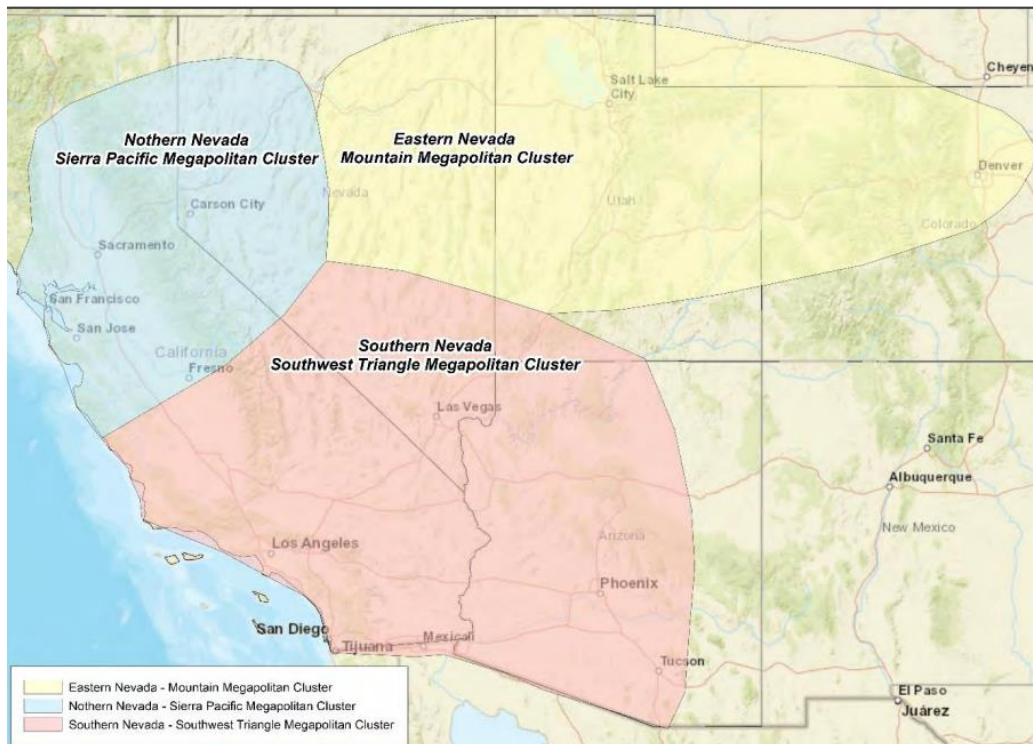 Cheyen
Salt Lake
City
Nothern Nevada
Sierra Pacific Megapolitan Cluster
Eastern Nevada
Mountain Megapolitan Cluster
Denver
Nevada
Utah
Carson City
Colorado
Sacramento
San Francisco
San Jose
California
Fresno
Southern Nevada
Southwest Triangle Megapolitan Cluster
Las Vegas
Santa Fe
Albuquerque
New Mexico
Los Angeles
Arizona
Phoenix
San Diego
Tijuana
Mexicali
Tucson
El Paso
Juárez
Eastern Nevada - Mountain Megapolitan Cluster
Nothern Nevada - Sierra Pacific Megapolitan Cluster
Southern Nevada - Southwest Triangle Megapolitan Cluster